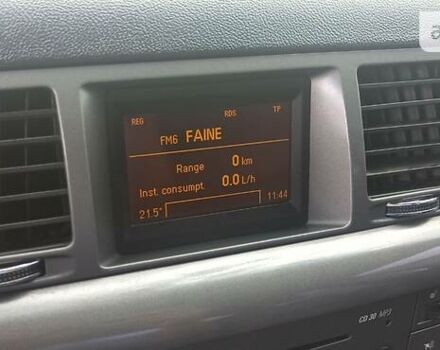 REG RDS TP
FM6 FAINE
Range 0 km
Inst. consumpt. 0.0 L/h
21.5° 11:44
CD 30 MP3